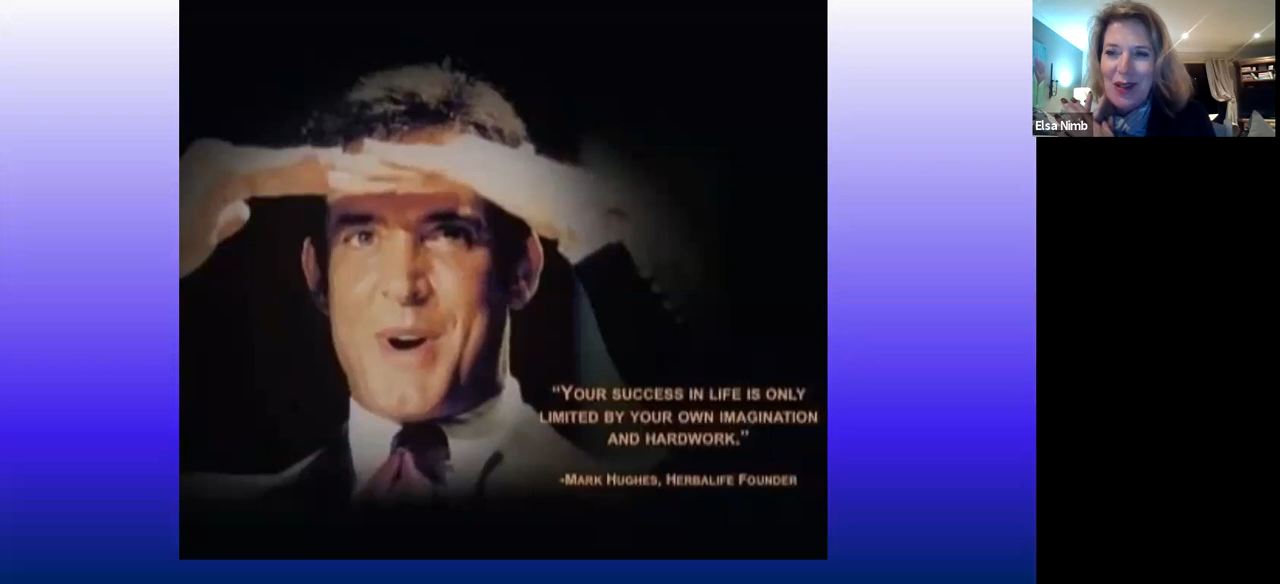 "YOUR SUCCESS IN LIFE IS ONLY
LIMITED BY YOUR OWN IMAGINATION
AND HARDWORK."
-MARK HUGHES, HERBALIFE FOUNDER
Elsa Nimb